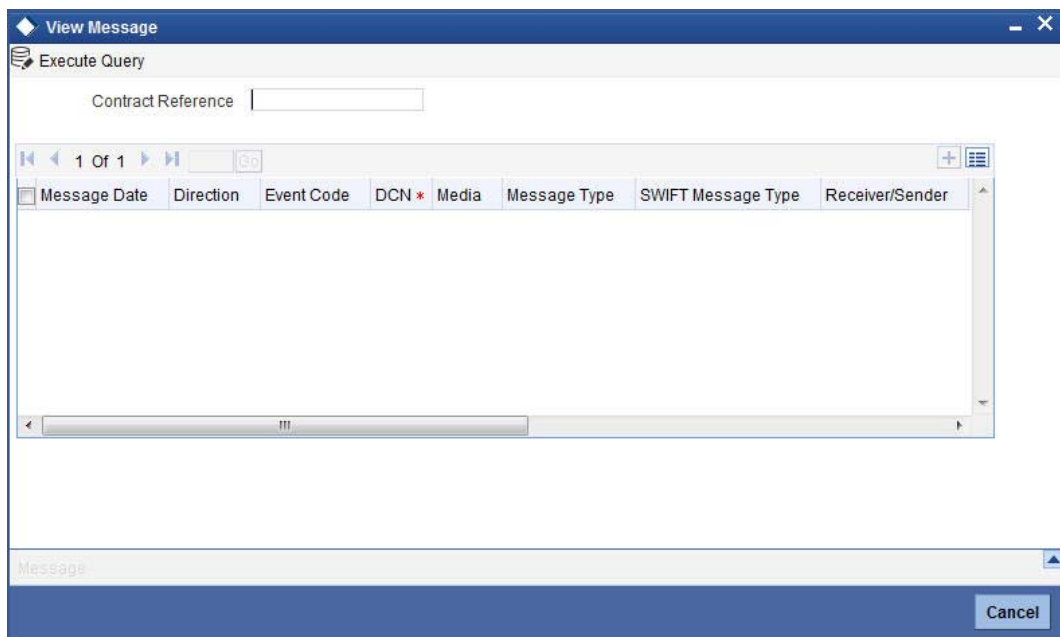 View Message
Execute Query
Contract Reference
1 Of 1 Go
Message Date Direction Event Code DCN * Media Message Type SWIFT Message Type Receiver/Sender
Message
Cancel